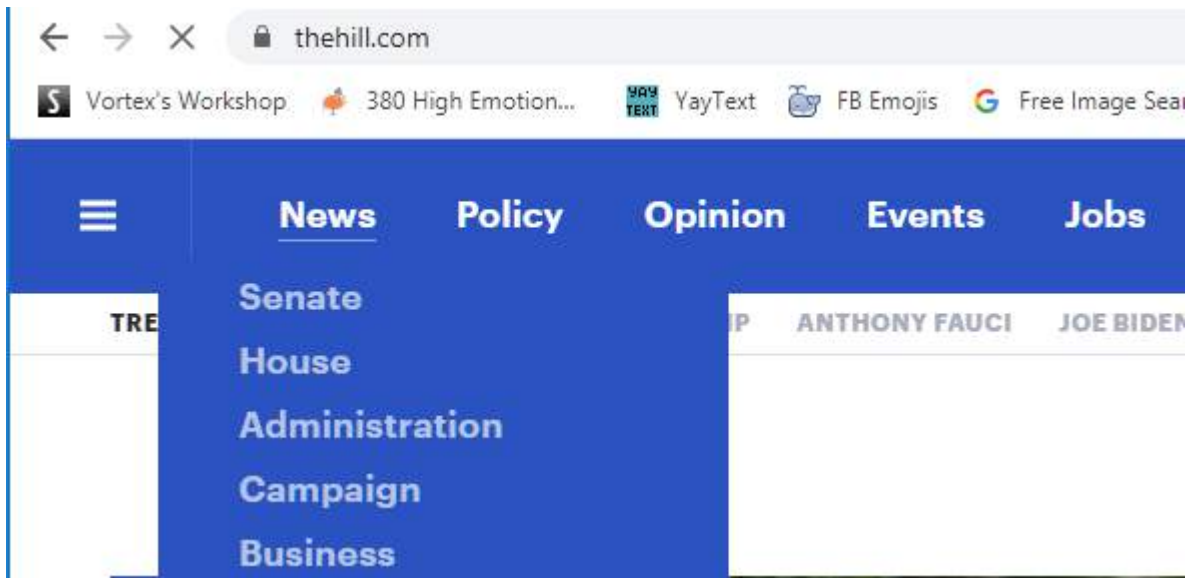 thehill.com
Vortex's Workshop 380 High Emotion... YAY TEXT YayText FB Emojis G Free Image Sear
News Policy Opinion Events Jobs
TRE IP ANTHONY FAUCI JOE BIDEN
Senate
House
Administration
Campaign
Business